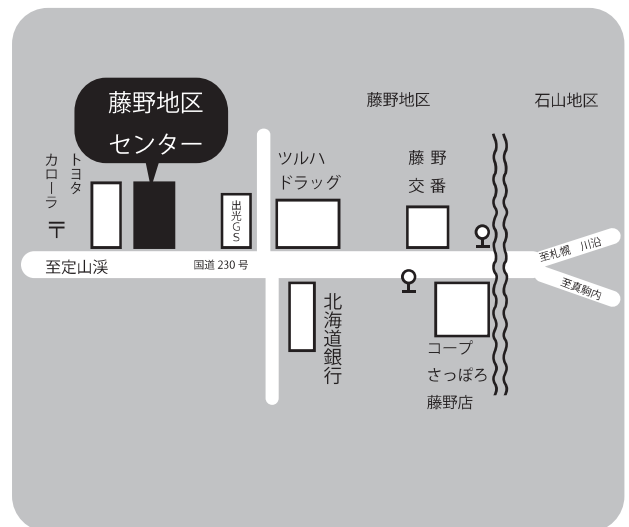 藤野地区
センター
藤野地区
石山地区
トヨタ
カローラ
〒
出光GS
ツルハ
ドラッグ
藤野
交番
至定山渓
国道230号
至札幌 川沿
至真駒内
北海道銀行
コープ
さっぽろ
藤野店